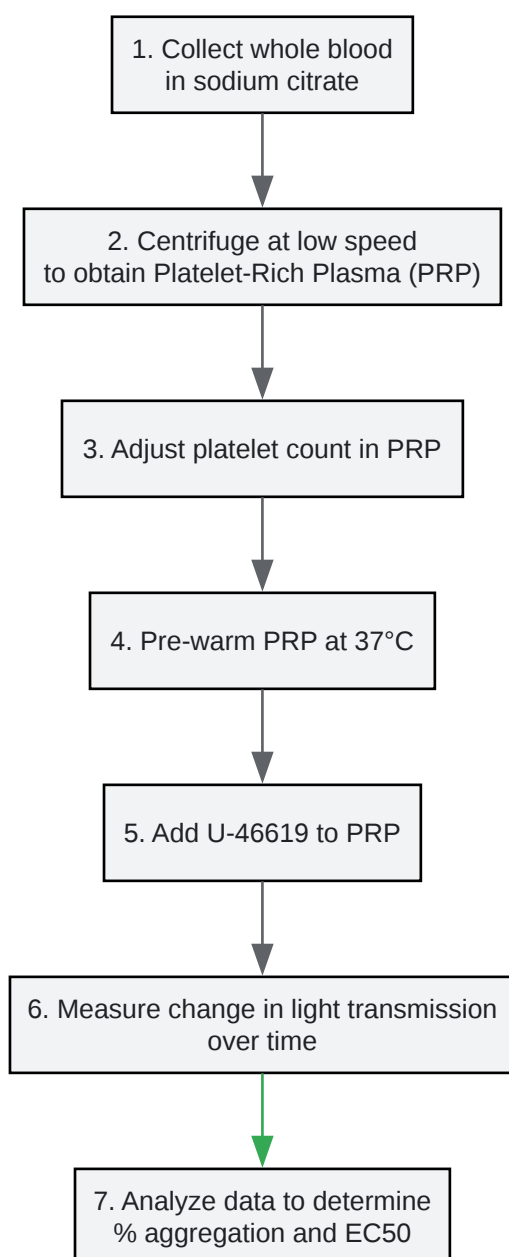 1. Collect whole blood
in sodium citrate
2. Centrifuge at low speed
to obtain Platelet-Rich Plasma (PRP)
3. Adjust platelet count in PRP
4. Pre-warm PRP at 37°C
5. Add U-46619 to PRP
6. Measure change in light transmission
over time
7. Analyze data to determine
% aggregation and EC50